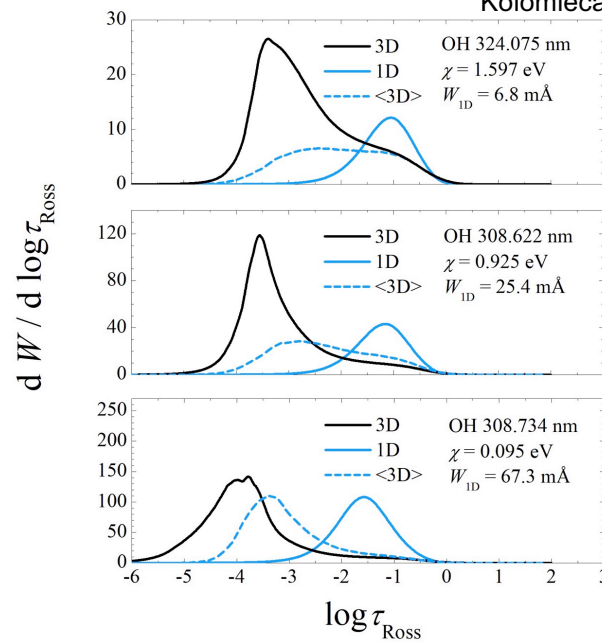 Kolomieca
30
20
10
0
3D
1D
<3D>
OH 324.075 nm
χ = 1.597 eV
W1D = 6.8 mÅ
120
80
40
0
3D
1D
<3D>
OH 308.622 nm
χ = 0.925 eV
W1D = 25.4 mÅ
250
200
150
100
50
0
3D
1D
<3D>
OH 308.734 nm
χ = 0.095 eV
W1D = 67.3 mÅ
-6 -5 -4 -3 -2 -1 0 1 2 3
log τRoss
d W / d log τRoss